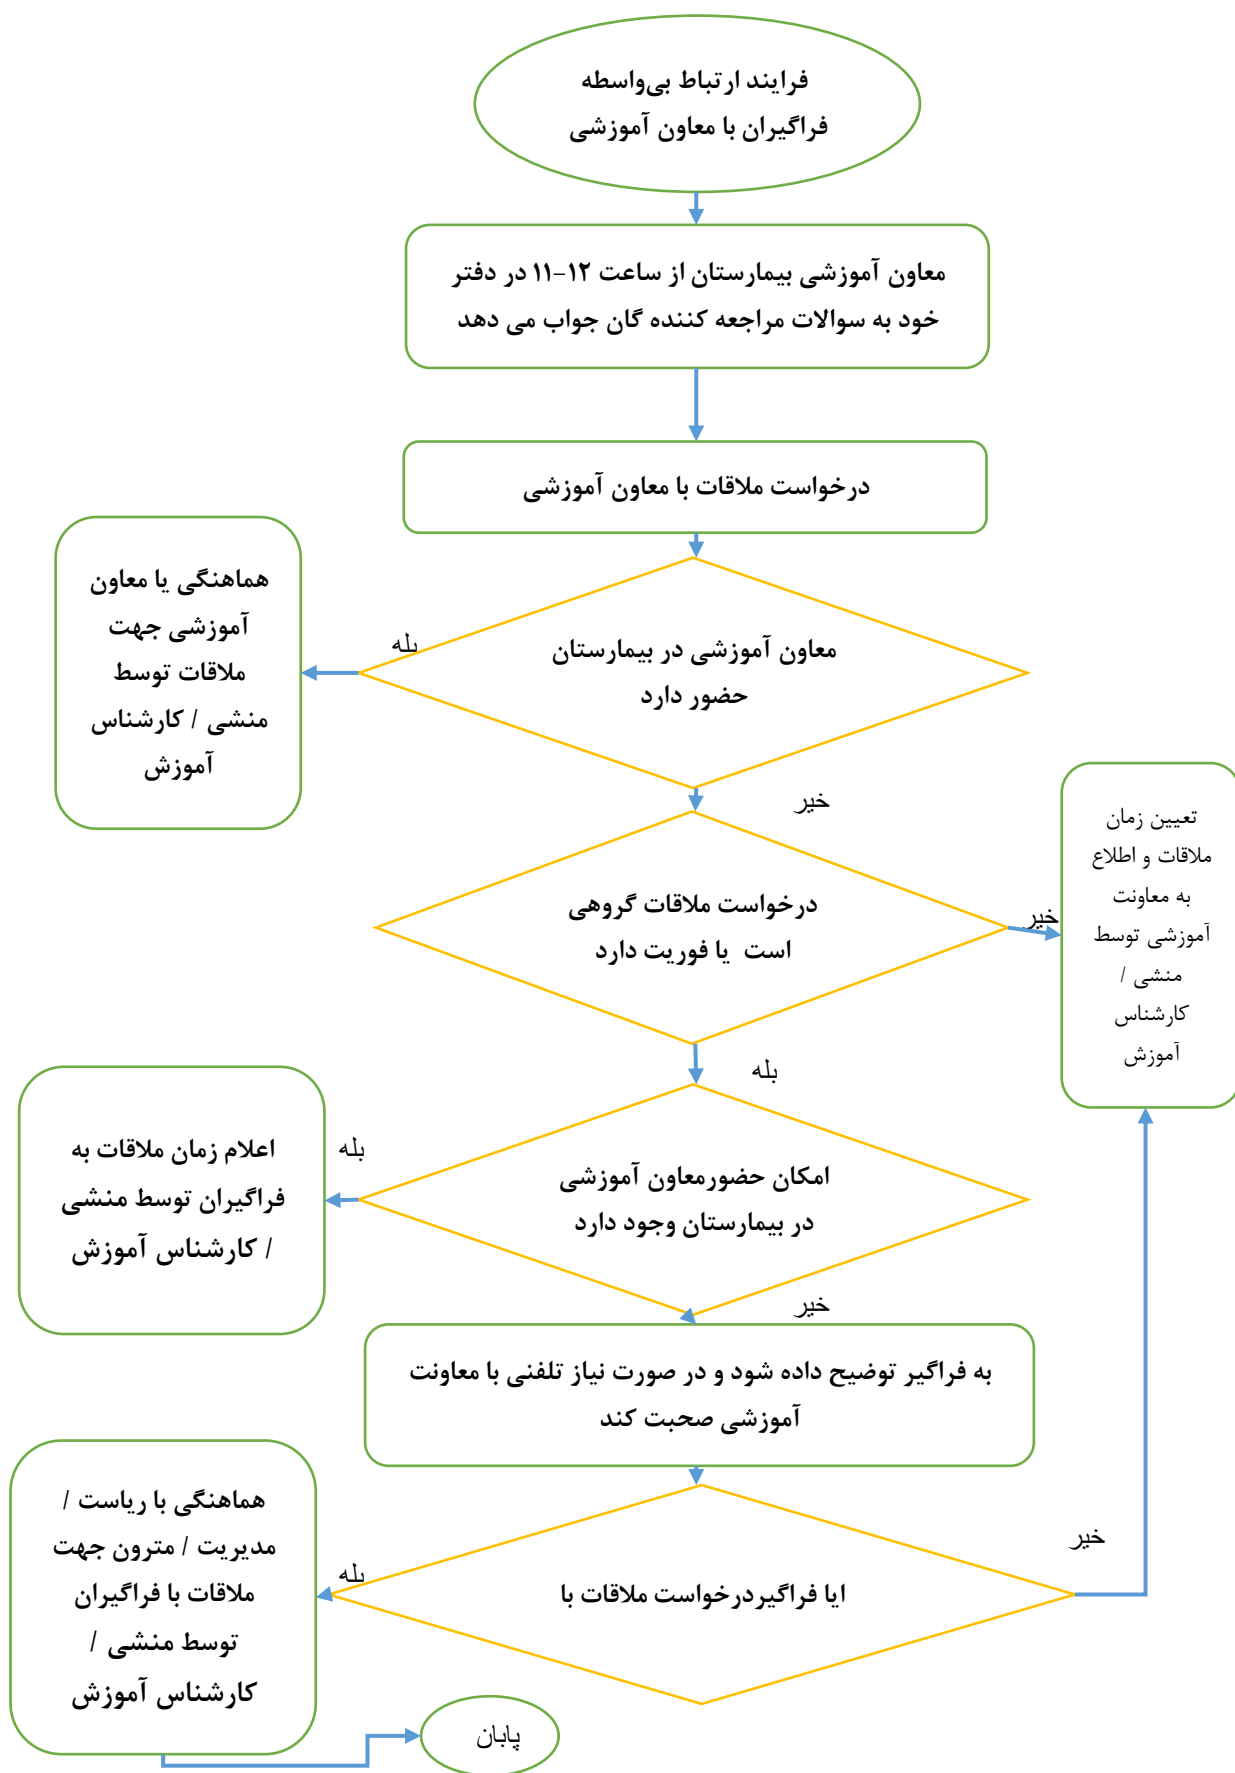 فرایند ارتباط بی‌واسطه
فراگیران با معاون آموزشی
معاون آموزشی بیمارستان از ساعت ۱۲-۱۱ در دفتر
خود به سوالات مراجعه کننده گان جواب می دهد
درخواست ملاقات با معاون آموزشی
معاون آموزشی در بیمارستان
حضور دارد
بله
هماهنگی یا معاون
آموزشی جهت
ملاقات توسط
منشی / کارشناس
آموزش
خیر
درخواست ملاقات گروهی
است یا فوریت دارد
خیر
تعیین زمان
ملاقات و اطلاع
به معاونت
آموزشی توسط
منشی /
کارشناس
آموزش
بله
امکان حضورمعاون آموزشی
در بیمارستان وجود دارد
بله
اعلام زمان ملاقات به
فراگیران توسط منشی
/ کارشناس آموزش
خیر
به فراگیر توضیح داده شود و در صورت نیاز تلفنی با معاونت
آموزشی صحبت کند
ایا فراگیردرخواست ملاقات با
خیر
بله
هماهنگی با ریاست /
مدیریت / مترون جهت
ملاقات با فراگیران
توسط منشی /
کارشناس آموزش
پابان